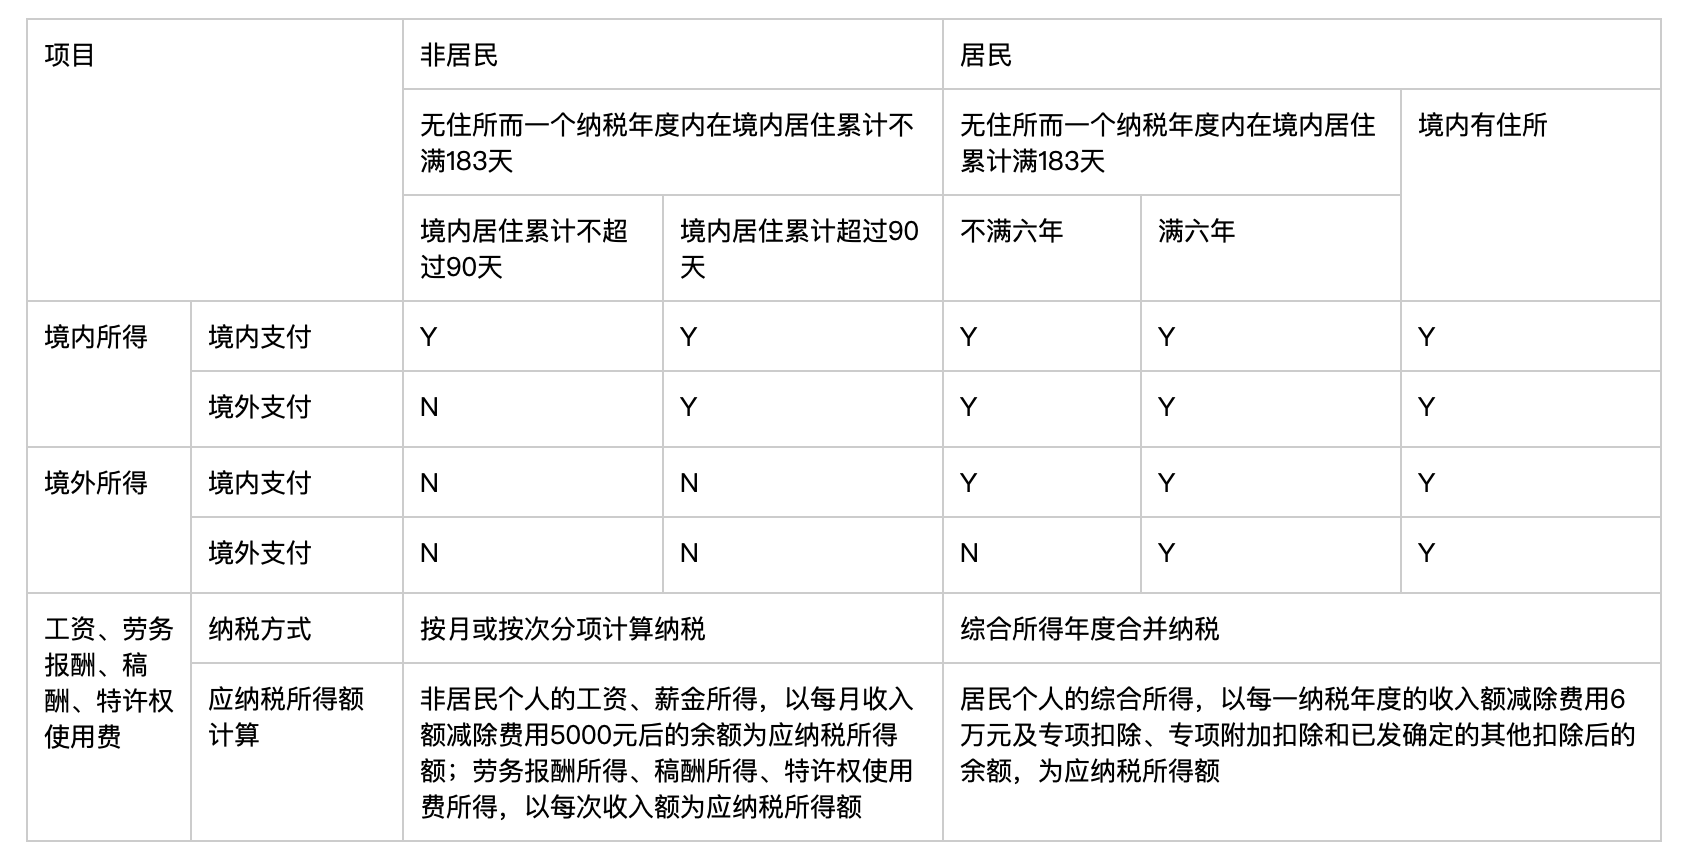 项目
非居民
居民
无住所而一个纳税年度内在境内居住累计不
满183天
无住所而一个纳税年度内在境内居住
累计满183天
境内有住所
境内居住累计不超
过90天
境内居住累计超过90
天
不满六年
满六年
境内所得
境内支付
Y
Y
Y
Y
Y
境外支付
N
Y
Y
Y
Y
境外所得
境内支付
N
N
Y
Y
Y
境外支付
N
N
N
Y
Y
工资、劳务
报酬、稿
酬、特许权
使用费
纳税方式
按月或按次分项计算纳税
综合所得年度合并纳税
应纳税所得额
计算
非居民个人的工资、薪金所得，以每月收入
额减除费用5000元后的余额为应纳税所得
额；劳务报酬所得、稿酬所得、特许权使用
费所得，以每次收入额为应纳税所得额
居民个人的综合所得，以每一纳税年度的收入额减除费用6
万元及专项扣除、专项附加扣除和已发确定的其他扣除后的
余额，为应纳税所得额